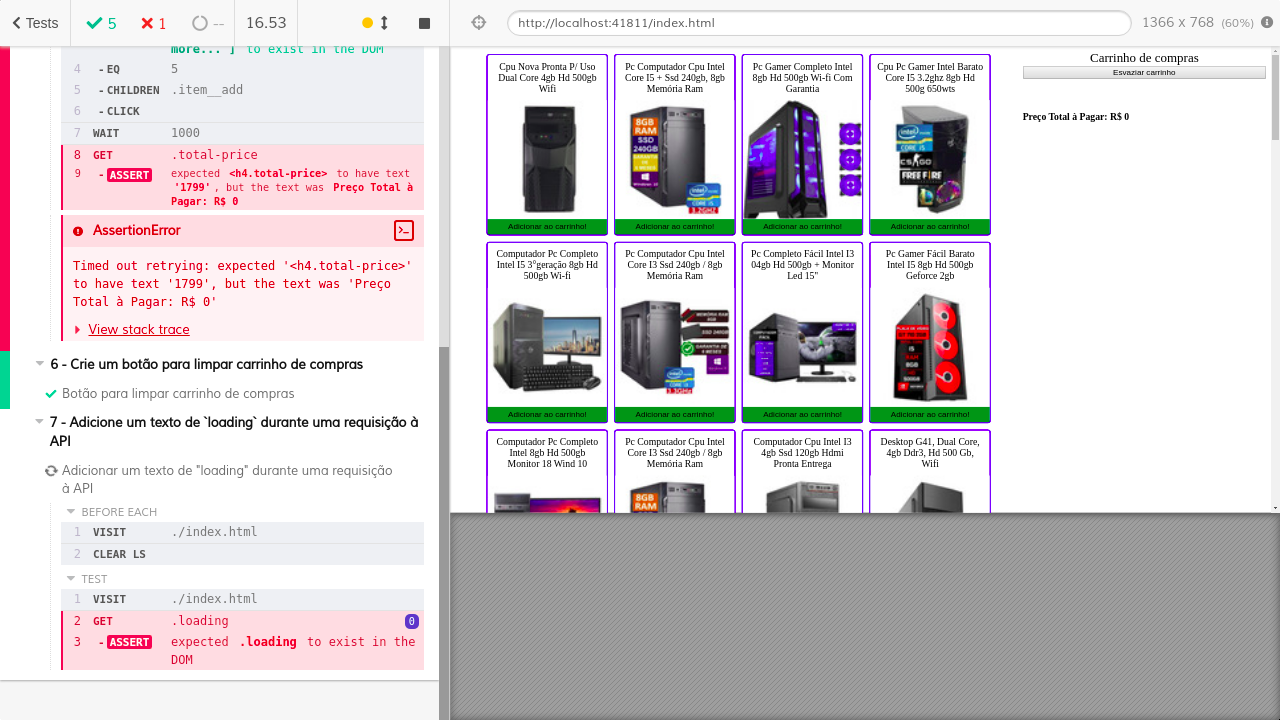 Tests
5
1
--
16.53
http://localhost:41811/index.html
1366 x 768 (60%)
more... ] to exist in the DOM
4 - EQ 5
5 - CHILDREN .item__add
6 - CLICK
7 WAIT 1000
8 GET .total-price
9 - ASSERT expected <h4.total-price> to have text
'1799', but the text was Preço Total à
Pagar: R$ 0
AssertionError
Timed out retrying: expected '<h4.total-price>'
to have text '1799', but the text was 'Preço
Total à Pagar: R$ 0'
View stack trace
6 - Crie um botão para limpar carrinho de compras
Botão para limpar carrinho de compras
7 - Adicione um texto de `loading` durante uma requisição à
API
Adicionar um texto de "loading" durante uma requisição
à API
BEFORE EACH
1 VISIT ./index.html
2 CLEAR LS
TEST
1 VISIT ./index.html
2 GET .loading 0
3 - ASSERT expected .loading to exist in the
DOM
Cpu Nova Pronta P/ Uso
Dual Core 4gb Hd 500gb
Wifi
Adicionar ao carrinho!
Pc Computador Cpu Intel
Core I5 + Ssd 240gb, 8gb
Memória Ram
8GB
RAM
SSD
240GB
Adicionar ao carrinho!
Pc Gamer Completo Intel
8gb Hd 500gb Wi-fi Com
Garantia
Adicionar ao carrinho!
Cpu Pc Gamer Intel Barato
Core I5 3.2ghz 8gb Hd
500g 650wts
intel
CORE i5
CS:GO
FREE FIRE
Adicionar ao carrinho!
Computador Pc Completo
Intel I5 3°geração 8gb Hd
500gb Wi-fi
Adicionar ao carrinho!
Pc Computador Cpu Intel
Core I3 Ssd 240gb / 8gb
Memória Ram
Adicionar ao carrinho!
Pc Completo Fácil Intel I3
04gb Hd 500gb + Monitor
Led 15"
Adicionar ao carrinho!
Pc Gamer Fácil Barato
Intel I5 8gb Hd 500gb
Geforce 2gb
Adicionar ao carrinho!
Computador Pc Completo
Intel 8gb Hd 500gb
Monitor 18 Wind 10
Pc Computador Cpu Intel
Core I3 Ssd 240gb / 8gb
Memória Ram
8GB
RAM
Computador Cpu Intel I3
4gb Ssd 120gb Hdmi
Pronta Entrega
Desktop G41, Dual Core,
4gb Ddr3, Hd 500 Gb,
Wifi
Carrinho de compras
Esvaziar carrinho
Preço Total à Pagar: R$ 0